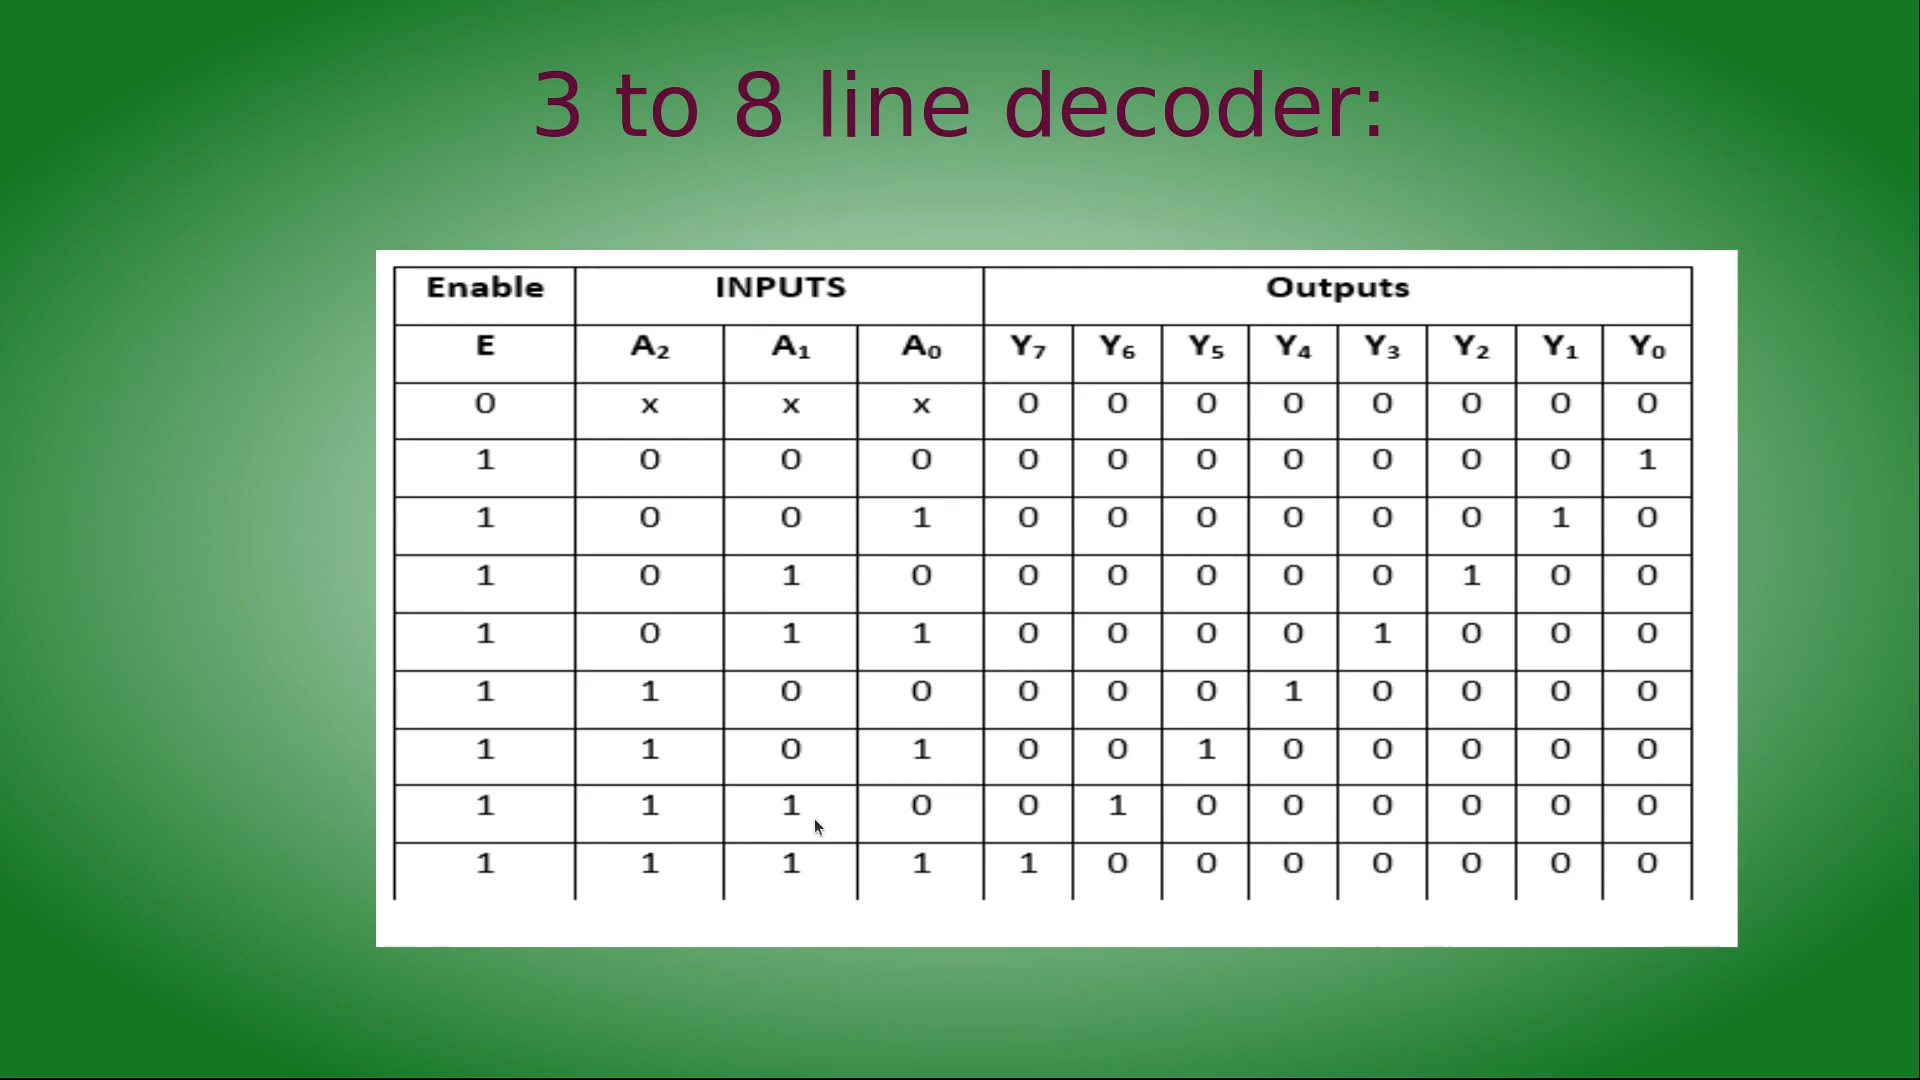 3 to 8 line decoder:
Enable INPUTS Outputs
E A₂ A₁ A₀ Y₇ Y₆ Y₅ Y₄ Y₃ Y₂ Y₁ Y₀
0 x x x 0 0 0 0 0 0 0 0
1 0 0 0 0 0 0 0 0 0 0 1
1 0 0 1 0 0 0 0 0 0 1 0
1 0 1 0 0 0 0 0 0 1 0 0
1 0 1 1 0 0 0 0 1 0 0 0
1 1 0 0 0 0 0 1 0 0 0 0
1 1 0 1 0 0 1 0 0 0 0 0
1 1 1 0 0 1 0 0 0 0 0 0
1 1 1 1 1 0 0 0 0 0 0 0